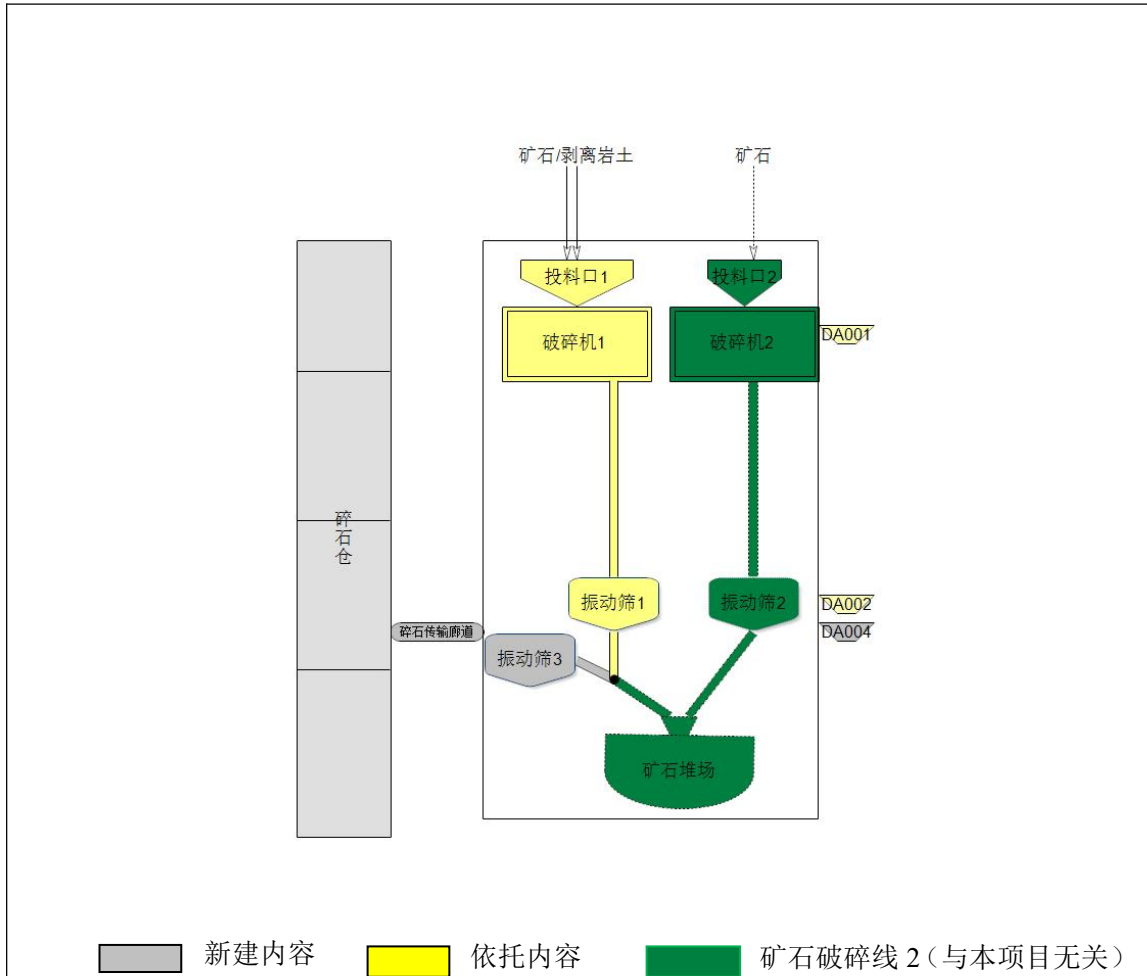 矿石/剥离岩土
矿石
投料口1
投料口2
破碎机1
破碎机2
DA001
碎石仓
振动筛1
振动筛2
DA002
碎石传输廊道
DA004
振动筛3
矿石堆场
新建内容
依托内容
矿石破碎线 2（与本项目无关）